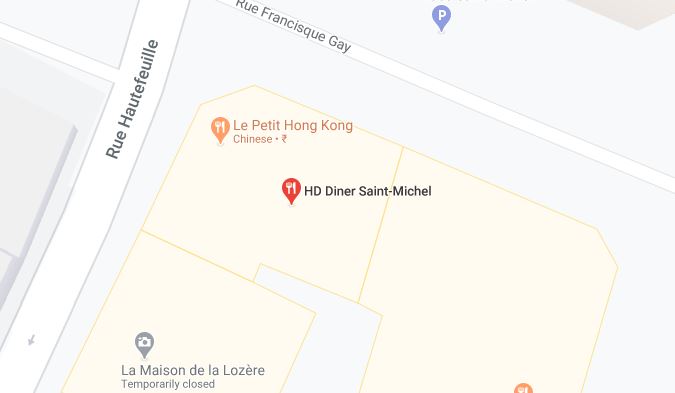 Rue Francisque Gay
P
Rue Hautefeuille
Le Petit Hong Kong
Chinese • ₹
HD Diner Saint-Michel
La Maison de la Lozère
Temporarily closed